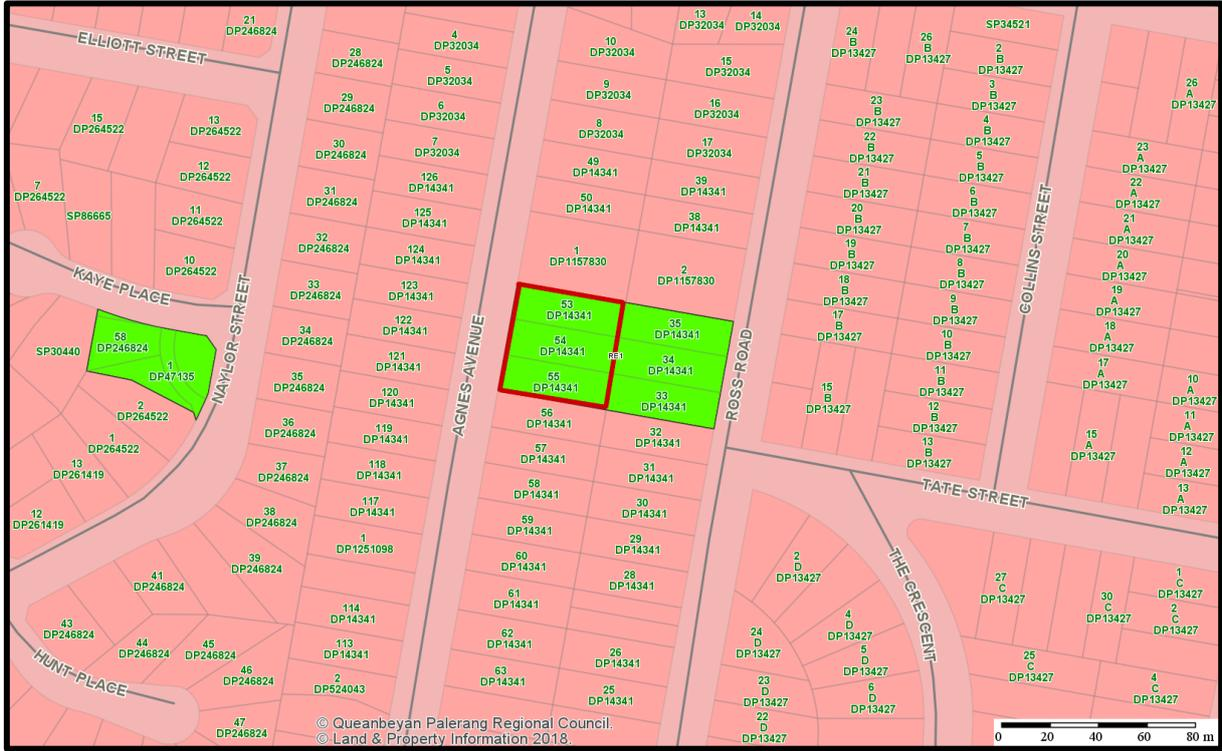 21
DP246824
ELLIOTT STREET
28
DP246824
29
DP246824
30
DP246824
31
DP246824
32
DP246824
33
DP246824
34
DP246824
35
DP246824
36
DP246824
37
DP246824
38
DP246824
39
DP246824
41
DP246824
43
DP246824
44
DP246824
45
DP246824
46
DP246824
47
DP246824
HUNT PLACE
15
DP264522
13
DP264522
12
DP264522
11
DP264522
10
DP264522
7
DP264522
SP86665
KAYE PLACE
NAYLOR STREET
SP30440
58
DP246824
1
DP47135
2
DP264522
1
DP264522
13
DP261419
12
DP261419
4
DP32034
5
DP32034
6
DP32034
7
DP32034
126
DP14341
125
DP14341
124
DP14341
123
DP14341
122
DP14341
121
DP14341
120
DP14341
119
DP14341
118
DP14341
117
DP14341
1
DP1251098
114
DP14341
113
DP14341
2
DP524043
AGNES AVENUE
10
DP32034
9
DP32034
8
DP32034
49
DP14341
50
DP14341
1
DP1157830
53
DP14341
54
DP14341
55
DP14341
RE1
56
DP14341
57
DP14341
58
DP14341
59
DP14341
60
DP14341
61
DP14341
62
DP14341
63
DP14341
13
DP32034
14
DP32034
15
DP32034
16
DP32034
17
DP32034
39
DP14341
38
DP14341
2
DP1157830
35
DP14341
34
DP14341
33
DP14341
32
DP14341
31
DP14341
30
DP14341
29
DP14341
28
DP14341
26
DP14341
25
DP14341
ROSS ROAD
24
B
DP13427
23
B
DP13427
22
B
DP13427
21
B
DP13427
20
B
DP13427
19
B
DP13427
18
B
DP13427
17
B
DP13427
15
B
DP13427
26
B
DP13427
SP34521
2
B
DP13427
3
B
DP13427
4
B
DP13427
5
B
DP13427
6
B
DP13427
7
B
DP13427
8
B
DP13427
9
B
DP13427
10
B
DP13427
11
B
DP13427
12
B
DP13427
13
B
DP13427
COLLINS STREET
26
A
DP13427
23
A
DP13427
22
A
DP13427
21
A
DP13427
20
A
DP13427
19
A
DP13427
18
A
DP13427
17
A
DP13427
15
A
DP13427
10
A
DP13427
11
A
DP13427
12
A
DP13427
13
A
DP13427
TATE STREET
THE CRESCENT
2
D
DP13427
4
D
DP13427
5
D
DP13427
6
D
DP13427
24
D
DP13427
23
D
DP13427
22
D
DP13427
27
C
DP13427
30
C
DP13427
1
C
DP13427
2
C
DP13427
25
C
DP13427
4
C
DP13427
© Queanbeyan Palerang Regional Council.
© Land & Property Information 2018.
0 20 40 60 80 m